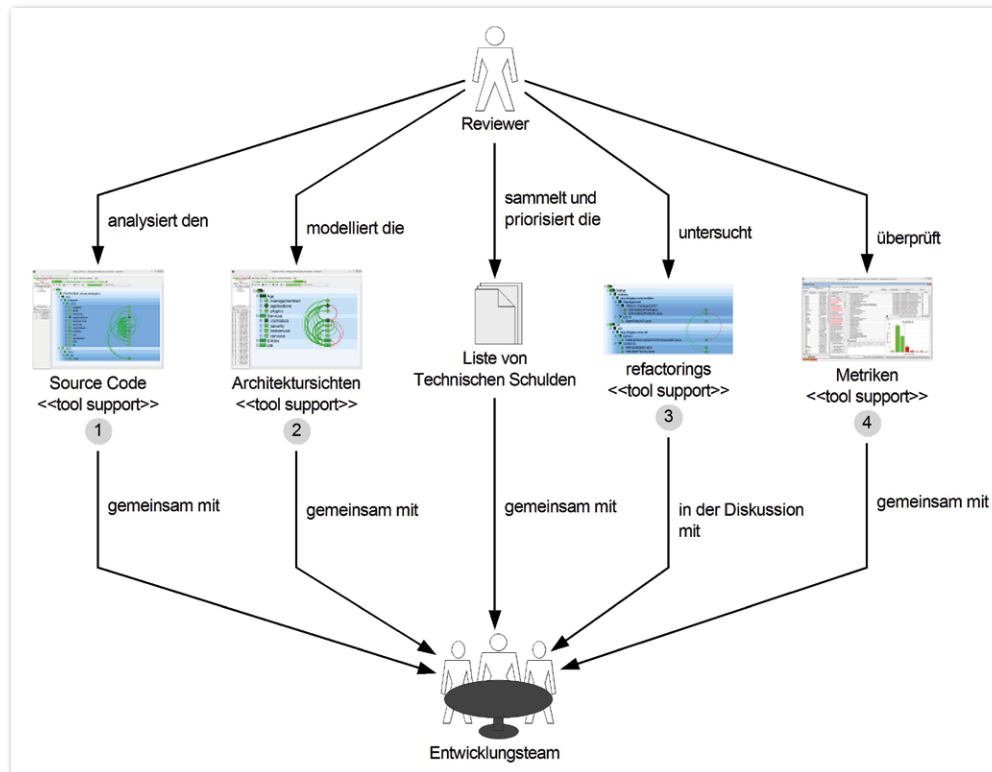 Reviewer
analysiert den
modelliert die
sammelt und
priorisiert die
untersucht
überprüft
Source Code
<<tool support>>
1
Architektursichten
<<tool support>>
2
Liste von
Technischen Schulden
refactorings
<<tool support>>
3
Metriken
<<tool support>>
4
gemeinsam mit
gemeinsam mit
gemeinsam mit
in der Diskussion
mit
gemeinsam mit
Entwicklungsteam